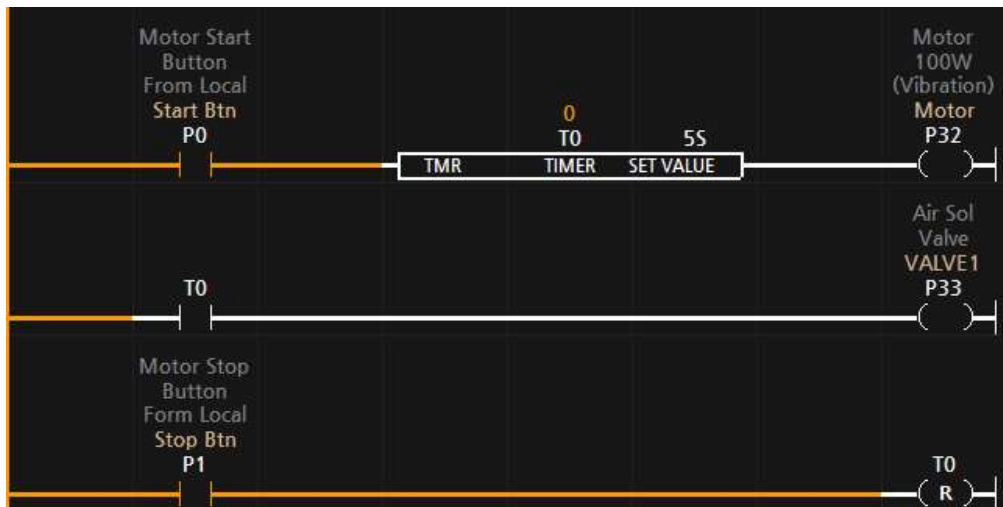 Motor Start
Button
From Local
Start Btn
P0
0
T0 5S
TMR TIMER SET VALUE
Motor
100W
(Vibration)
Motor
P32
T0
Air Sol
Valve
VALVE1
P33
Motor Stop
Button
Form Local
Stop Btn
P1
T0
R